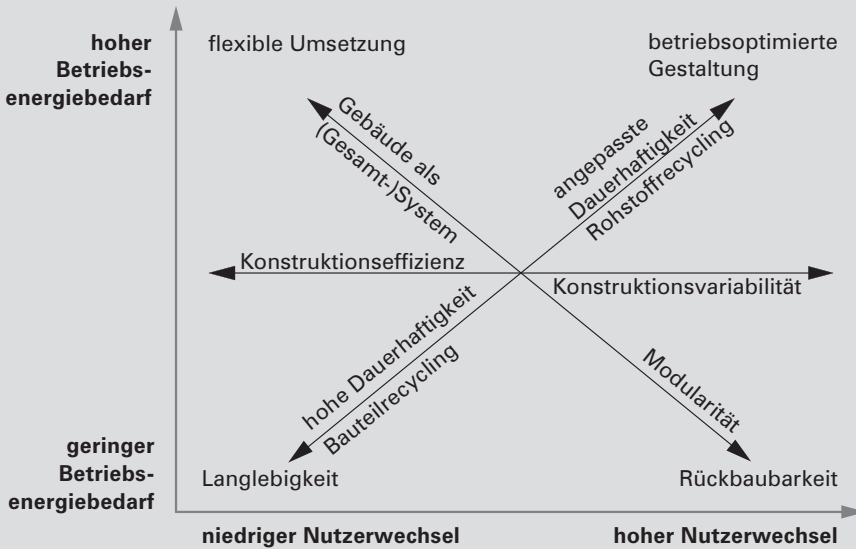 hoher
Betriebs-
energiebedarf
flexible Umsetzung
betriebsoptimierte
Gestaltung
Gebäude als
(Gesamt-)System
angepasste
Dauerhaftigkeit
Rohstoffrecycling
Konstruktionseffizienz
Konstruktionsvariabilität
hohe Dauerhaftigkeit
Bauteilrecycling
Modularität
geringer
Betriebs-
energiebedarf
Langlebigkeit
Rückbaubarkeit
niedriger Nutzerwechsel
hoher Nutzerwechsel